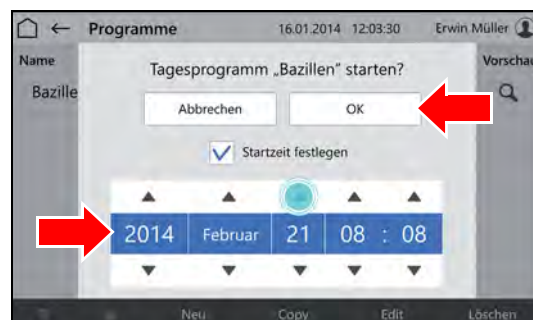 Programme 16.01.2014 12:03:30 Erwin Müller
Name Vorschau
Tagesprogramm „Bazillen“ starten?
Bazille
Abbrechen OK
Startzeit festlegen
2014 Februar 21 08 : 08
Neu Copy Edit Löschen